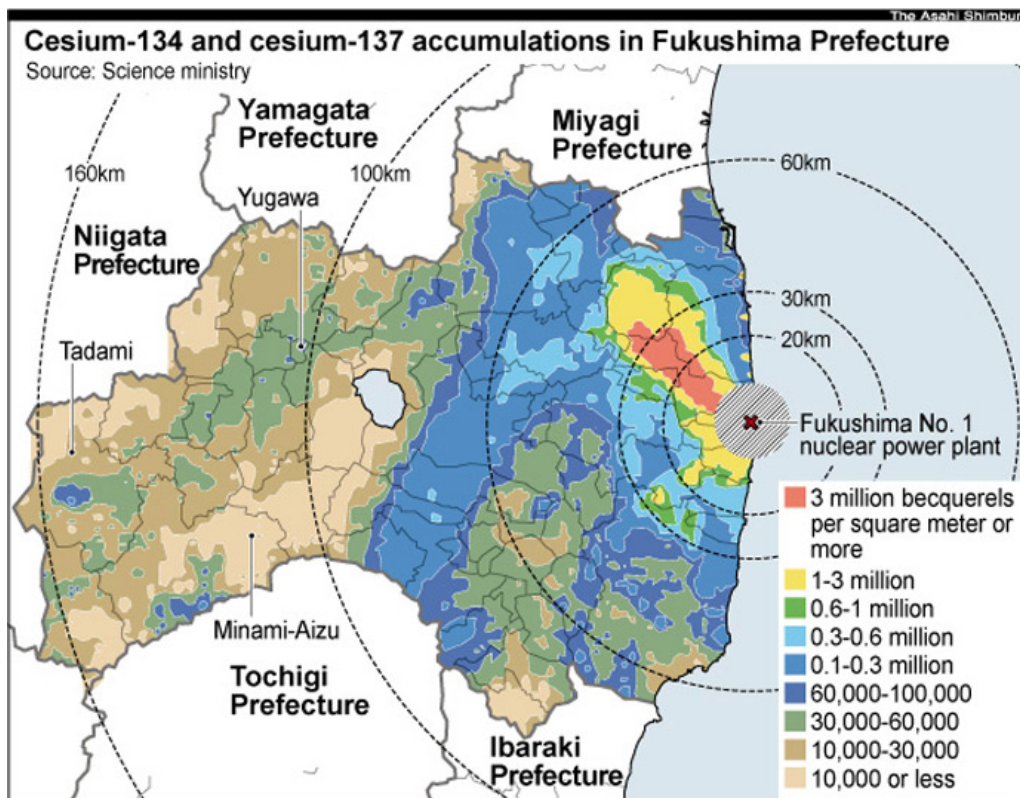 The Asahi Shimbun
Cesium-134 and cesium-137 accumulations in Fukushima Prefecture
Source: Science ministry
Yamagata
Prefecture
Miyagi
Prefecture
160km
100km
60km
Yugawa
Niigata
Prefecture
30km
20km
Tadami
Fukushima No. 1
nuclear power plant
3 million becquerels
per square meter or
more
1-3 million
0.6-1 million
0.3-0.6 million
0.1-0.3 million
60,000-100,000
30,000-60,000
10,000-30,000
10,000 or less
Minami-Aizu
Tochigi
Prefecture
Ibaraki
Prefecture